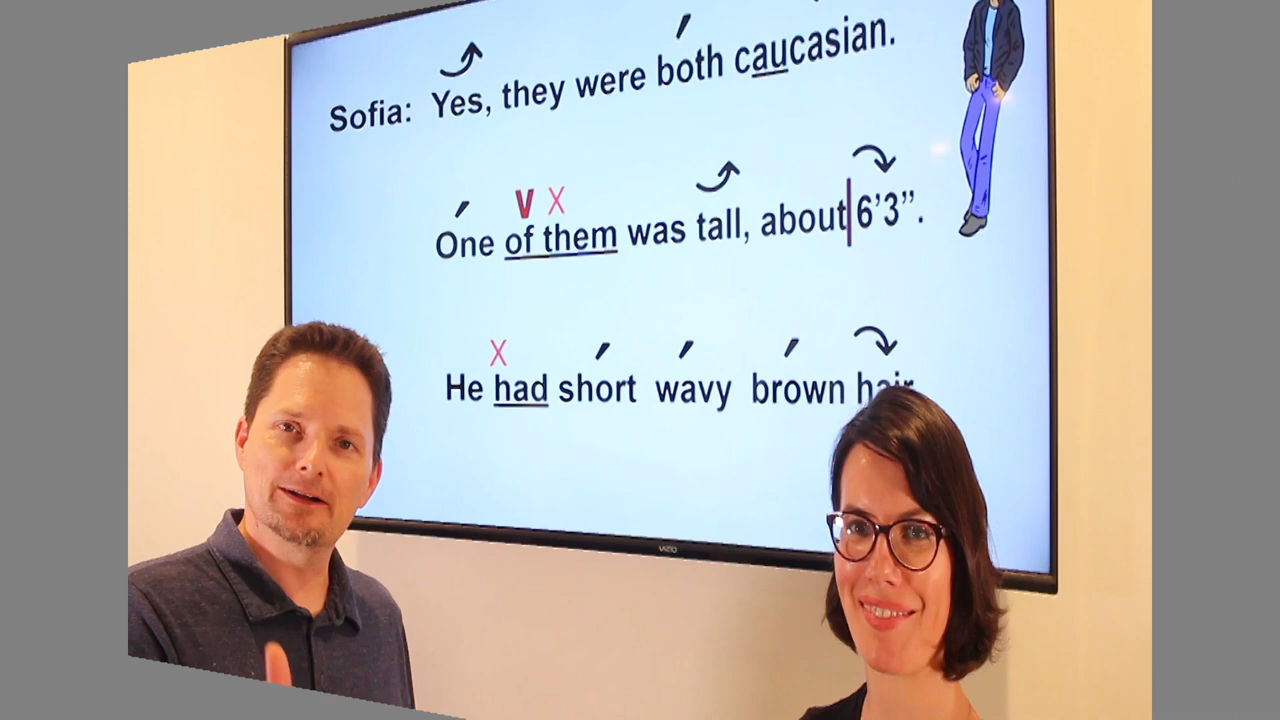 Sofia: Yes, they were both caucasian.
One of them was tall, about 6’3”.
He had short wavy brown hair
VIZIO